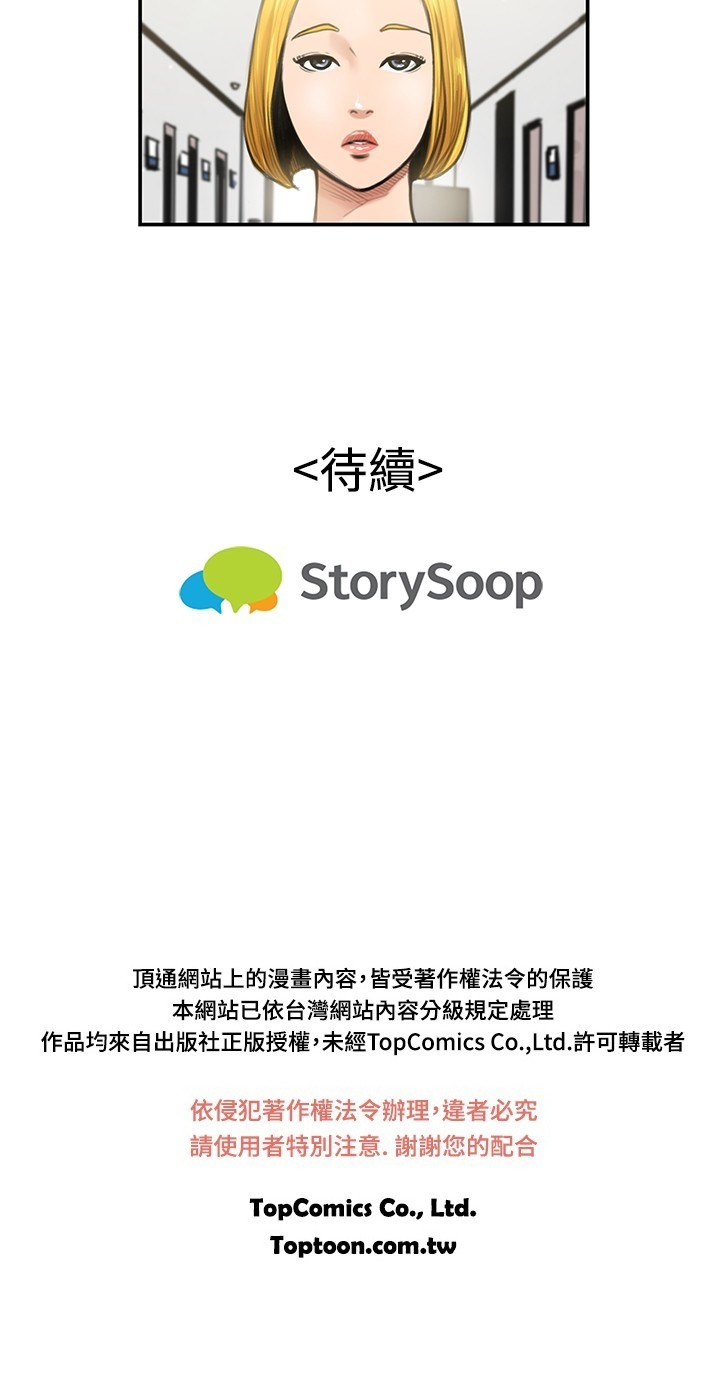 <待續>
StorySoop
頂通網站上的漫畫內容，皆受著作權法令的保護
本網站已依台灣網站內容分級規定處理
作品均來自出版社正版授權，未經TopComics Co.,Ltd.許可轉載者
依侵犯著作權法令辦理，違者必究
請使用者特別注意. 謝謝您的配合
TopComics Co., Ltd.
Toptoon.com.tw